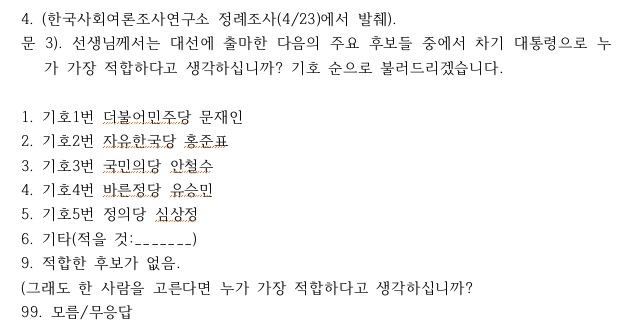 4. (한국사회여론조사연구소 정례조사(4/23)에서 발췌).
문 3). 선생님께서는 대선에 출마한 다음의 주요 후보들 중에서 차기 대통령으로 누
가 가장 적합하다고 생각하십니까? 기호 순으로 불러드리겠습니다.
1. 기호1번 더불어민주당 문재인
2. 기호2번 자유한국당 홍준표
3. 기호3번 국민의당 안철수
4. 기호4번 바른정당 유승민
5. 기호5번 정의당 심상정
6. 기타(적을 것:_______)
9. 적합한 후보가 없음.
(그래도 한 사람을 고른다면 누가 가장 적합하다고 생각하십니까?
99. 모름/무응답